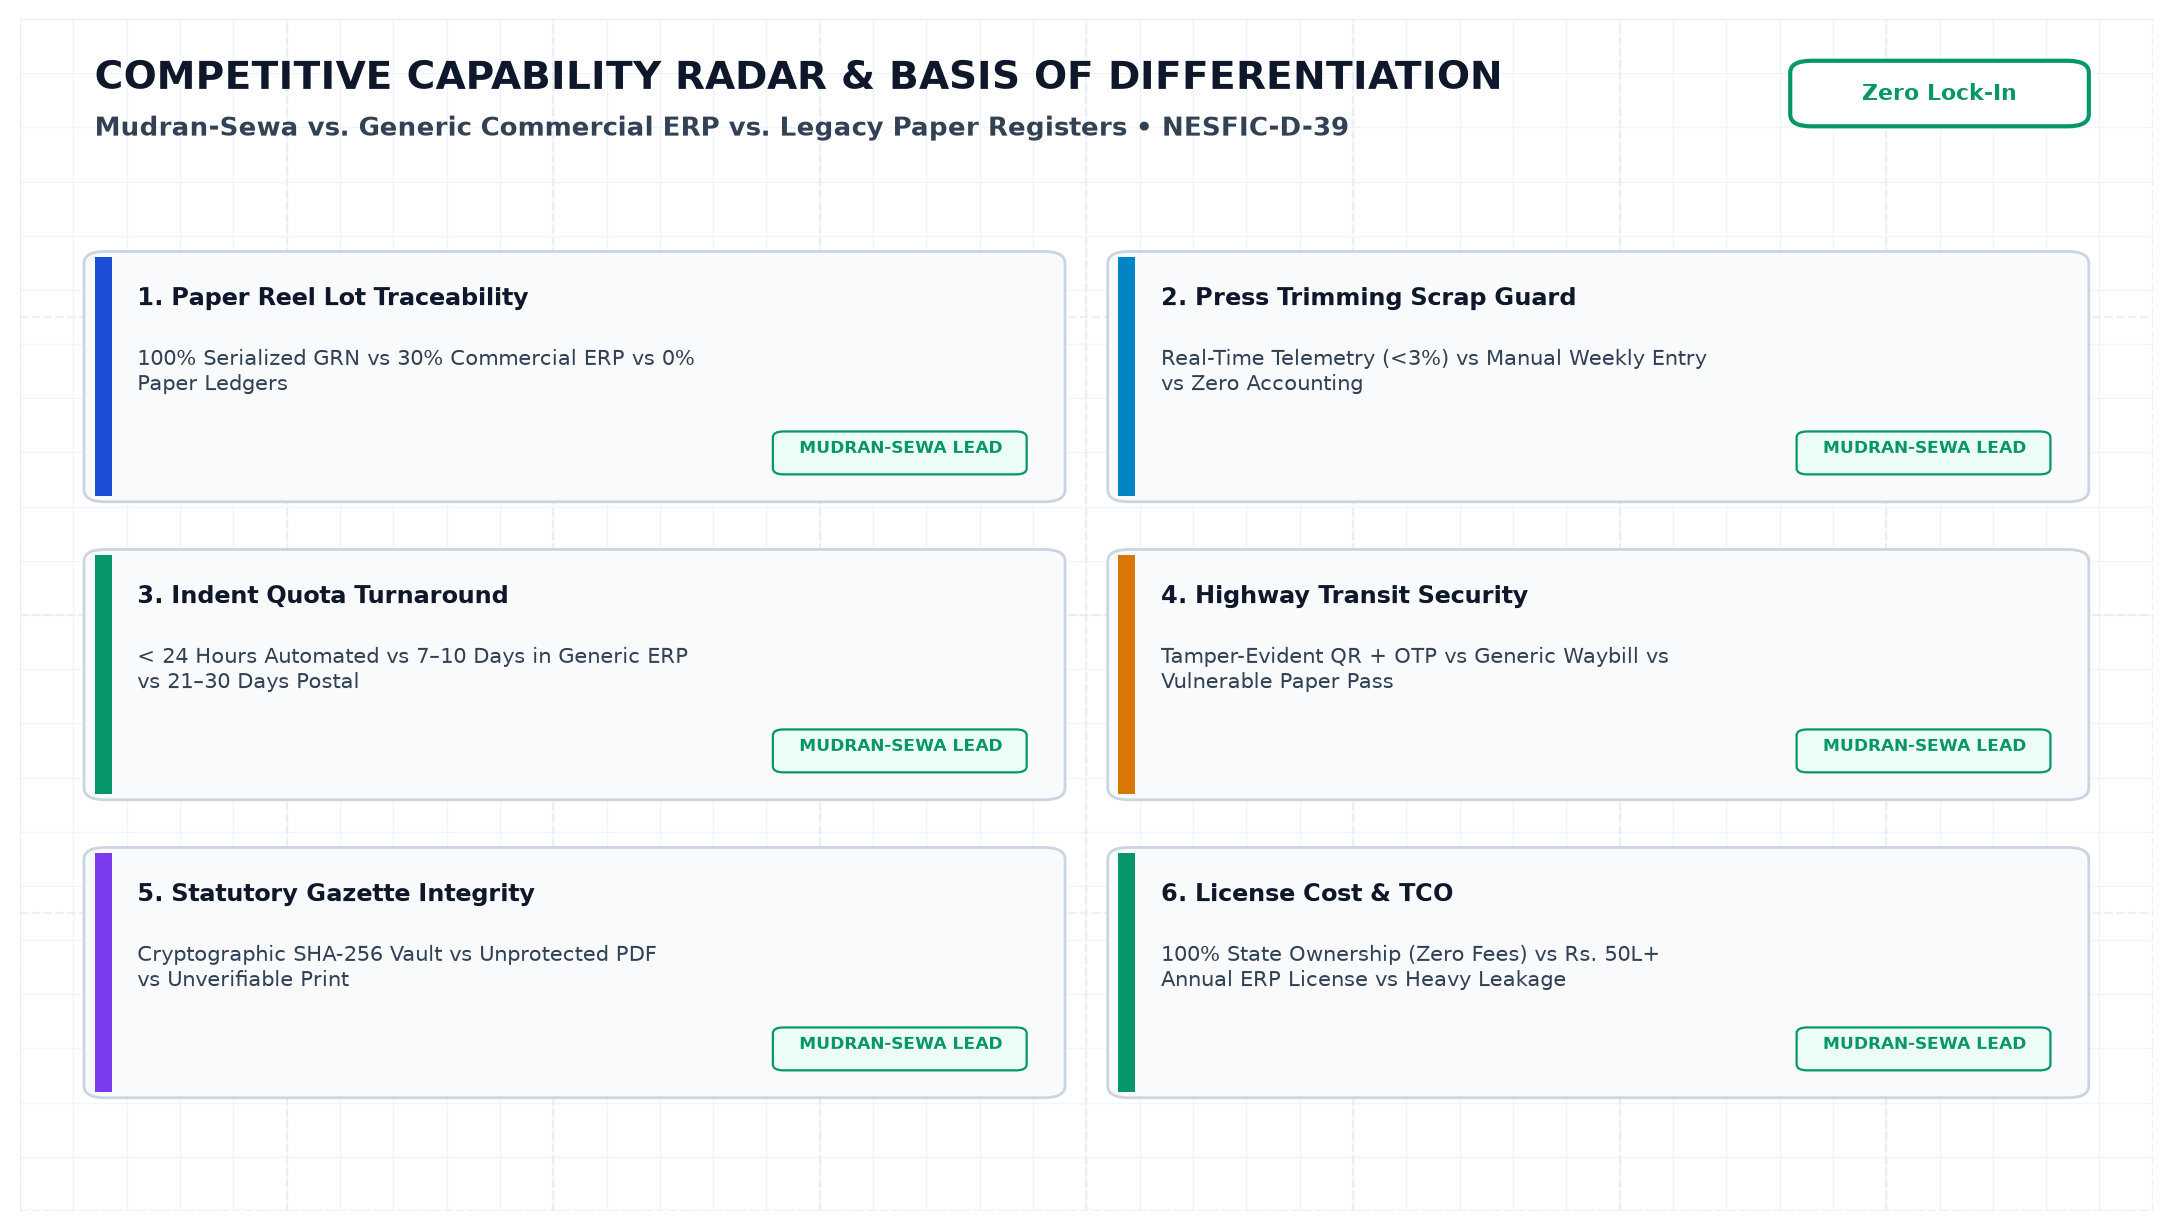 COMPETITIVE CAPABILITY RADAR & BASIS OF DIFFERENTIATION
Mudran-Sewa vs. Generic Commercial ERP vs. Legacy Paper Registers • NESFIC-D-39
Zero Lock-In
1. Paper Reel Lot Traceability
100% Serialized GRN vs 30% Commercial ERP vs 0%
Paper Ledgers
MUDRAN-SEWA LEAD
2. Press Trimming Scrap Guard
Real-Time Telemetry (<3%) vs Manual Weekly Entry
vs Zero Accounting
MUDRAN-SEWA LEAD
3. Indent Quota Turnaround
< 24 Hours Automated vs 7–10 Days in Generic ERP
vs 21–30 Days Postal
MUDRAN-SEWA LEAD
4. Highway Transit Security
Tamper-Evident QR + OTP vs Generic Waybill vs
Vulnerable Paper Pass
MUDRAN-SEWA LEAD
5. Statutory Gazette Integrity
Cryptographic SHA-256 Vault vs Unprotected PDF
vs Unverifiable Print
MUDRAN-SEWA LEAD
6. License Cost & TCO
100% State Ownership (Zero Fees) vs Rs. 50L+
Annual ERP License vs Heavy Leakage
MUDRAN-SEWA LEAD